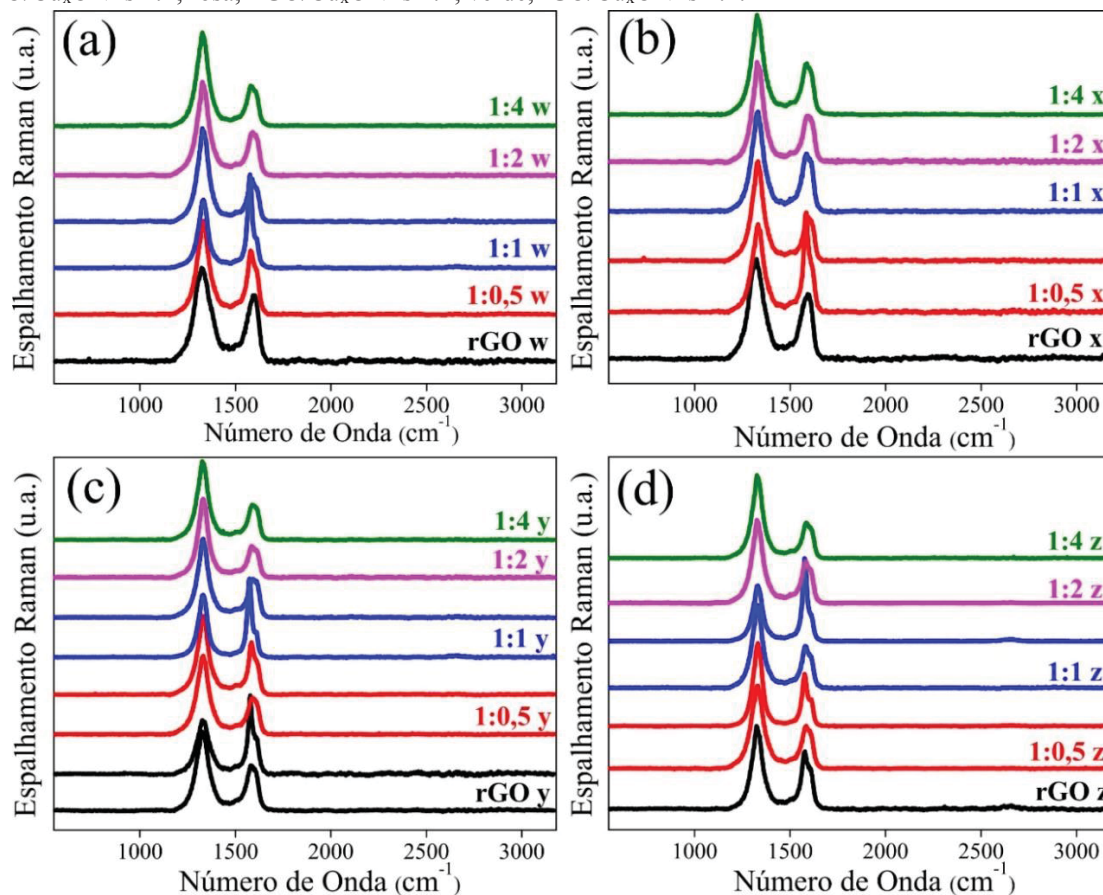 (a)
1:4 w
1:2 w
1:1 w
1:0,5 w
rGO w
1000 1500 2000 2500 3000
Número de Onda (cm⁻¹)
Espalhamento Raman (u.a.)
(b)
1:4 x
1:2 x
1:1 x
1:0,5 x
rGO x
1000 1500 2000 2500 3000
Número de Onda (cm⁻¹)
Espalhamento Raman (u.a.)
(c)
1:4 y
1:2 y
1:1 y
1:0,5 y
rGO y
1000 1500 2000 2500 3000
Número de Onda (cm⁻¹)
Espalhamento Raman (u.a.)
(d)
1:4 z
1:2 z
1:1 z
1:0,5 z
rGO z
1000 1500 2000 2500 3000
Número de Onda (cm⁻¹)
Espalhamento Raman (u.a.)